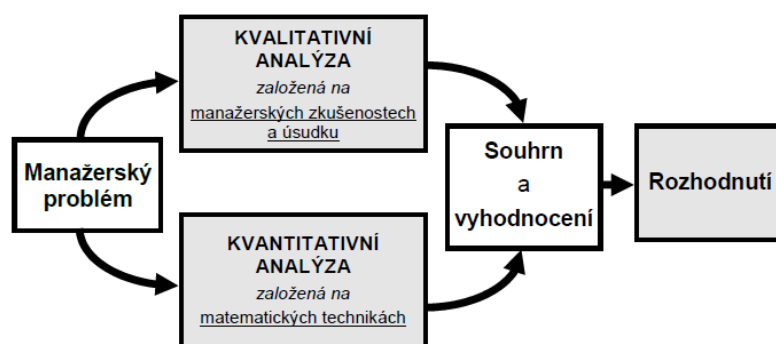 Manažerský
problém
KVALITATIVNÍ
ANALÝZA
založená na
manažerských zkušenostech
a úsudku
KVANTITATIVNÍ
ANALÝZA
založená na
matematických technikách
Souhrn
a
vyhodnocení
Rozhodnutí